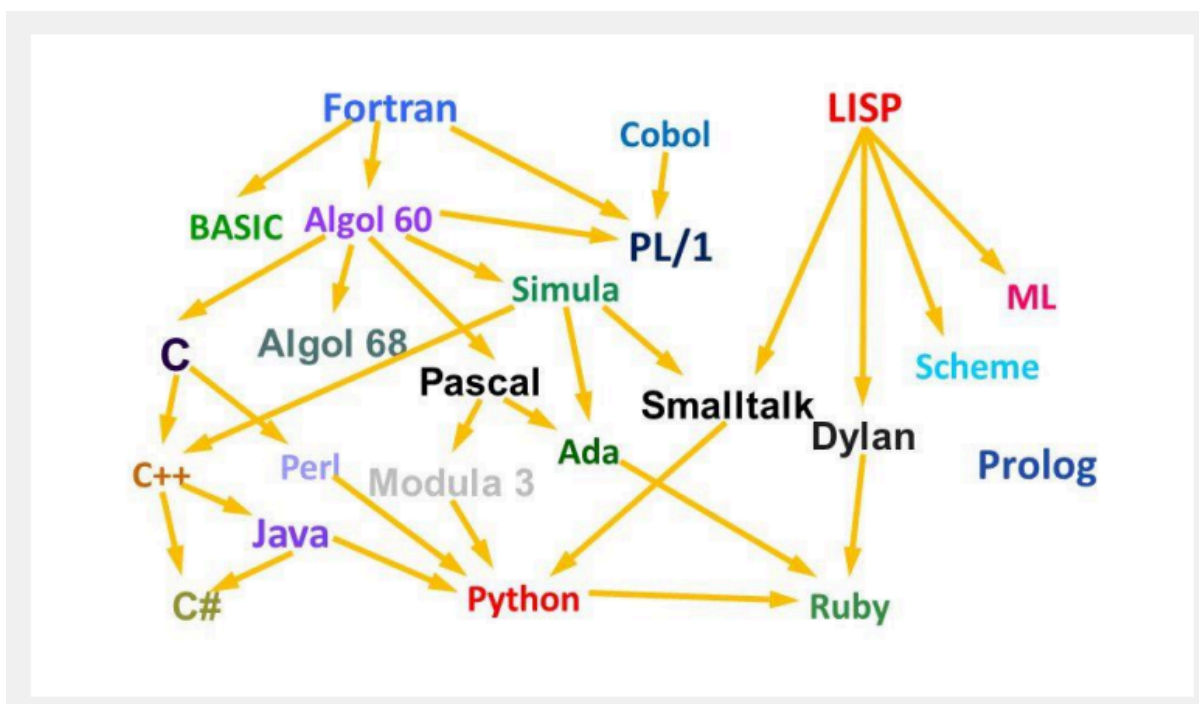 Fortran
Cobol
LISP
BASIC
Algol 60
PL/1
Simula
ML
C
Algol 68
Pascal
Scheme
Smalltalk
Dylan
Ada
C++
Perl
Modula 3
Prolog
Java
C#
Python
Ruby